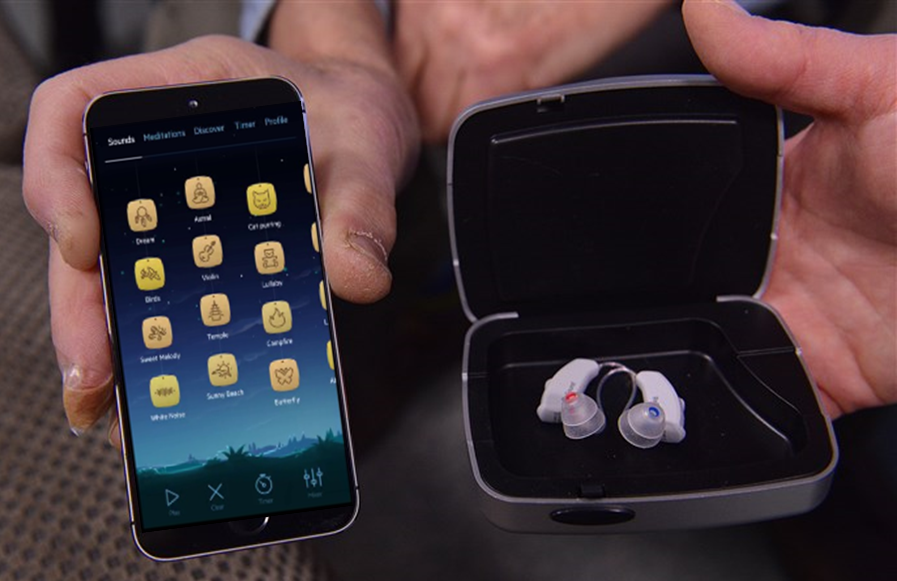 Sounds Meditations Discover Timer Profile
Dream Astral Cat purring
Birds Violin Lullaby
Sweet Melody Temple Campfire
White Noise Sunny Beach Butterfly
Play Clear Timer Mixer